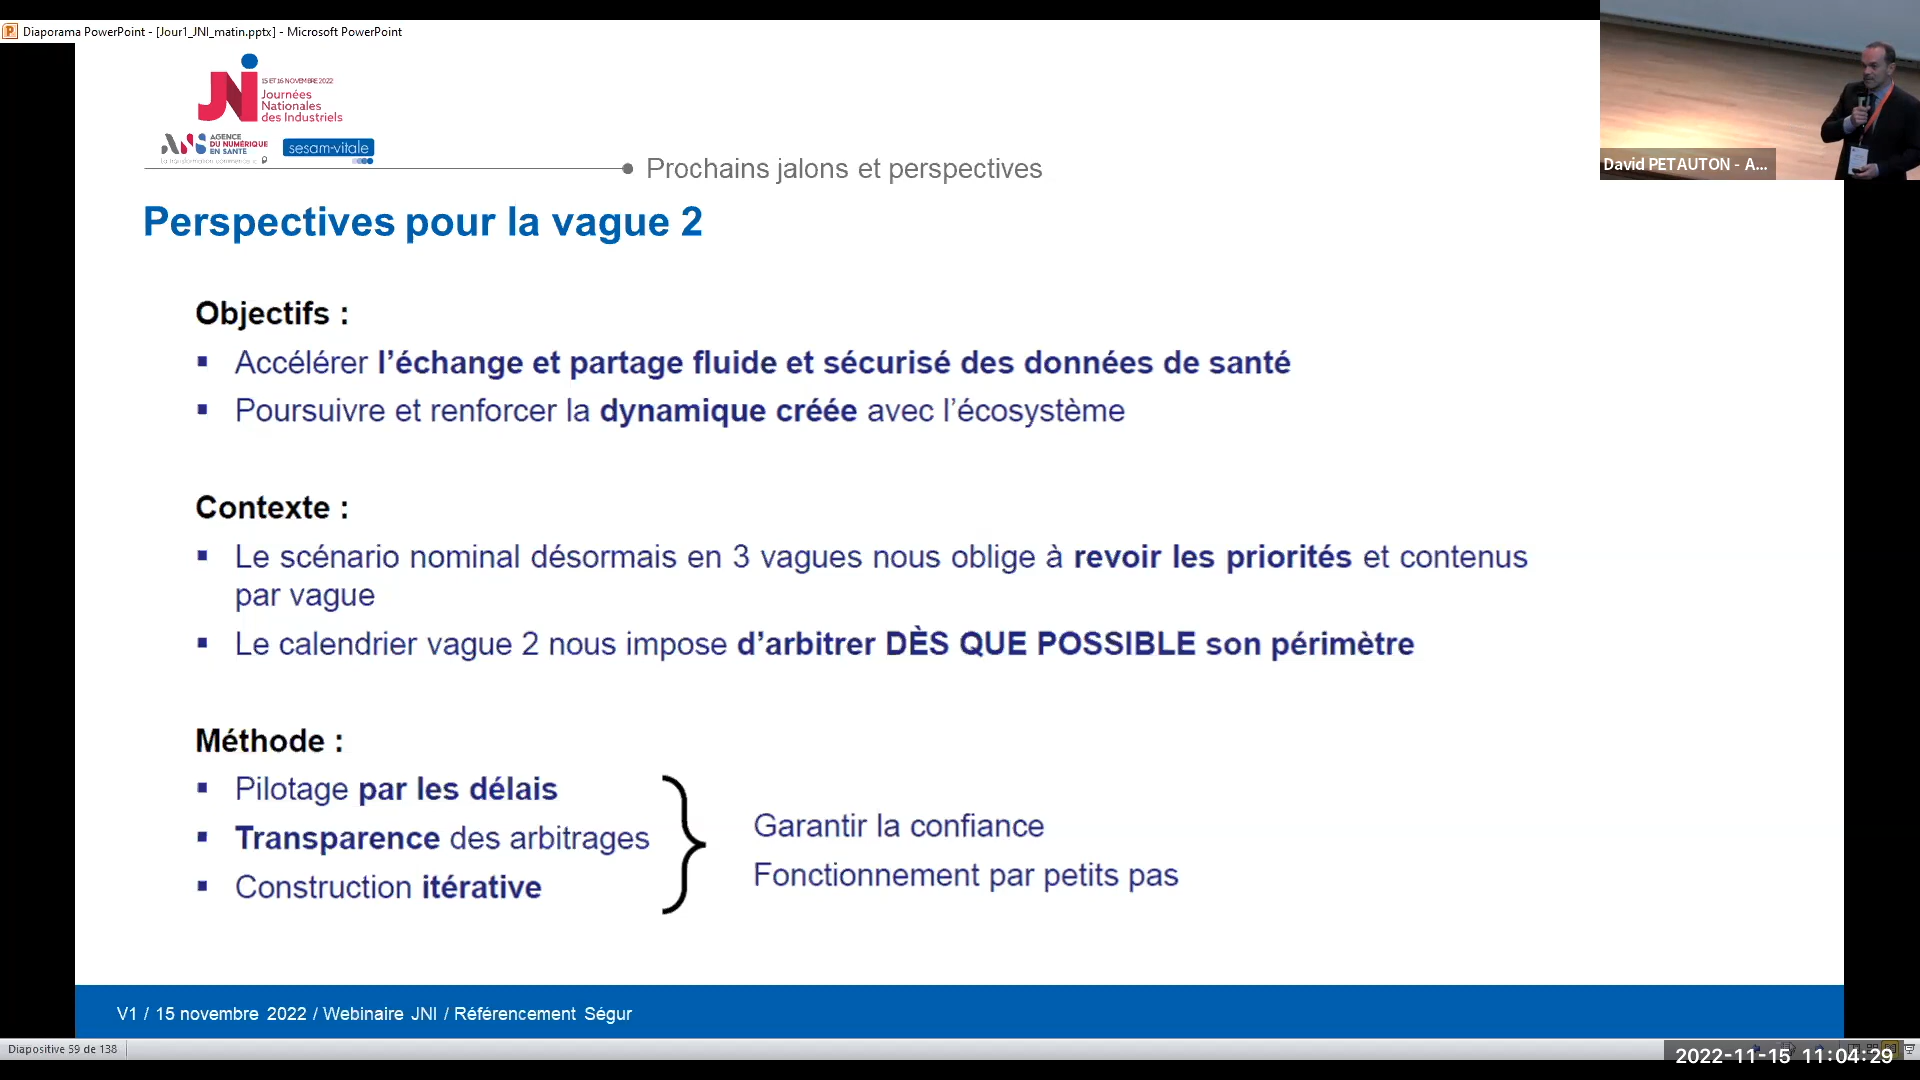 Diaporama PowerPoint - [Jour1_JNI_matin.pptx] - Microsoft PowerPoint
JNI
15 ET 16 NOVEMBRE 2022
Journées
Nationales
des Industriels
ANS
AGENCE
DU NUMÉRIQUE
EN SANTÉ
La transformation commence ici
sesam-vitale
Prochains jalons et perspectives
David PETAUTON - A...
Perspectives pour la vague 2
Objectifs :
▪ Accélérer l’échange et partage fluide et sécurisé des données de santé
▪ Poursuivre et renforcer la dynamique créée avec l’écosystème
Contexte :
▪ Le scénario nominal désormais en 3 vagues nous oblige à revoir les priorités et contenus
par vague
▪ Le calendrier vague 2 nous impose d’arbitrer DÈS QUE POSSIBLE son périmètre
Méthode :
▪ Pilotage par les délais
▪ Transparence des arbitrages
▪ Construction itérative
Garantir la confiance
Fonctionnement par petits pas
V1 / 15 novembre 2022 / Webinaire JNI / Référencement Ségur
Diapositive 59 de 138
2022-11-15 11:04:29